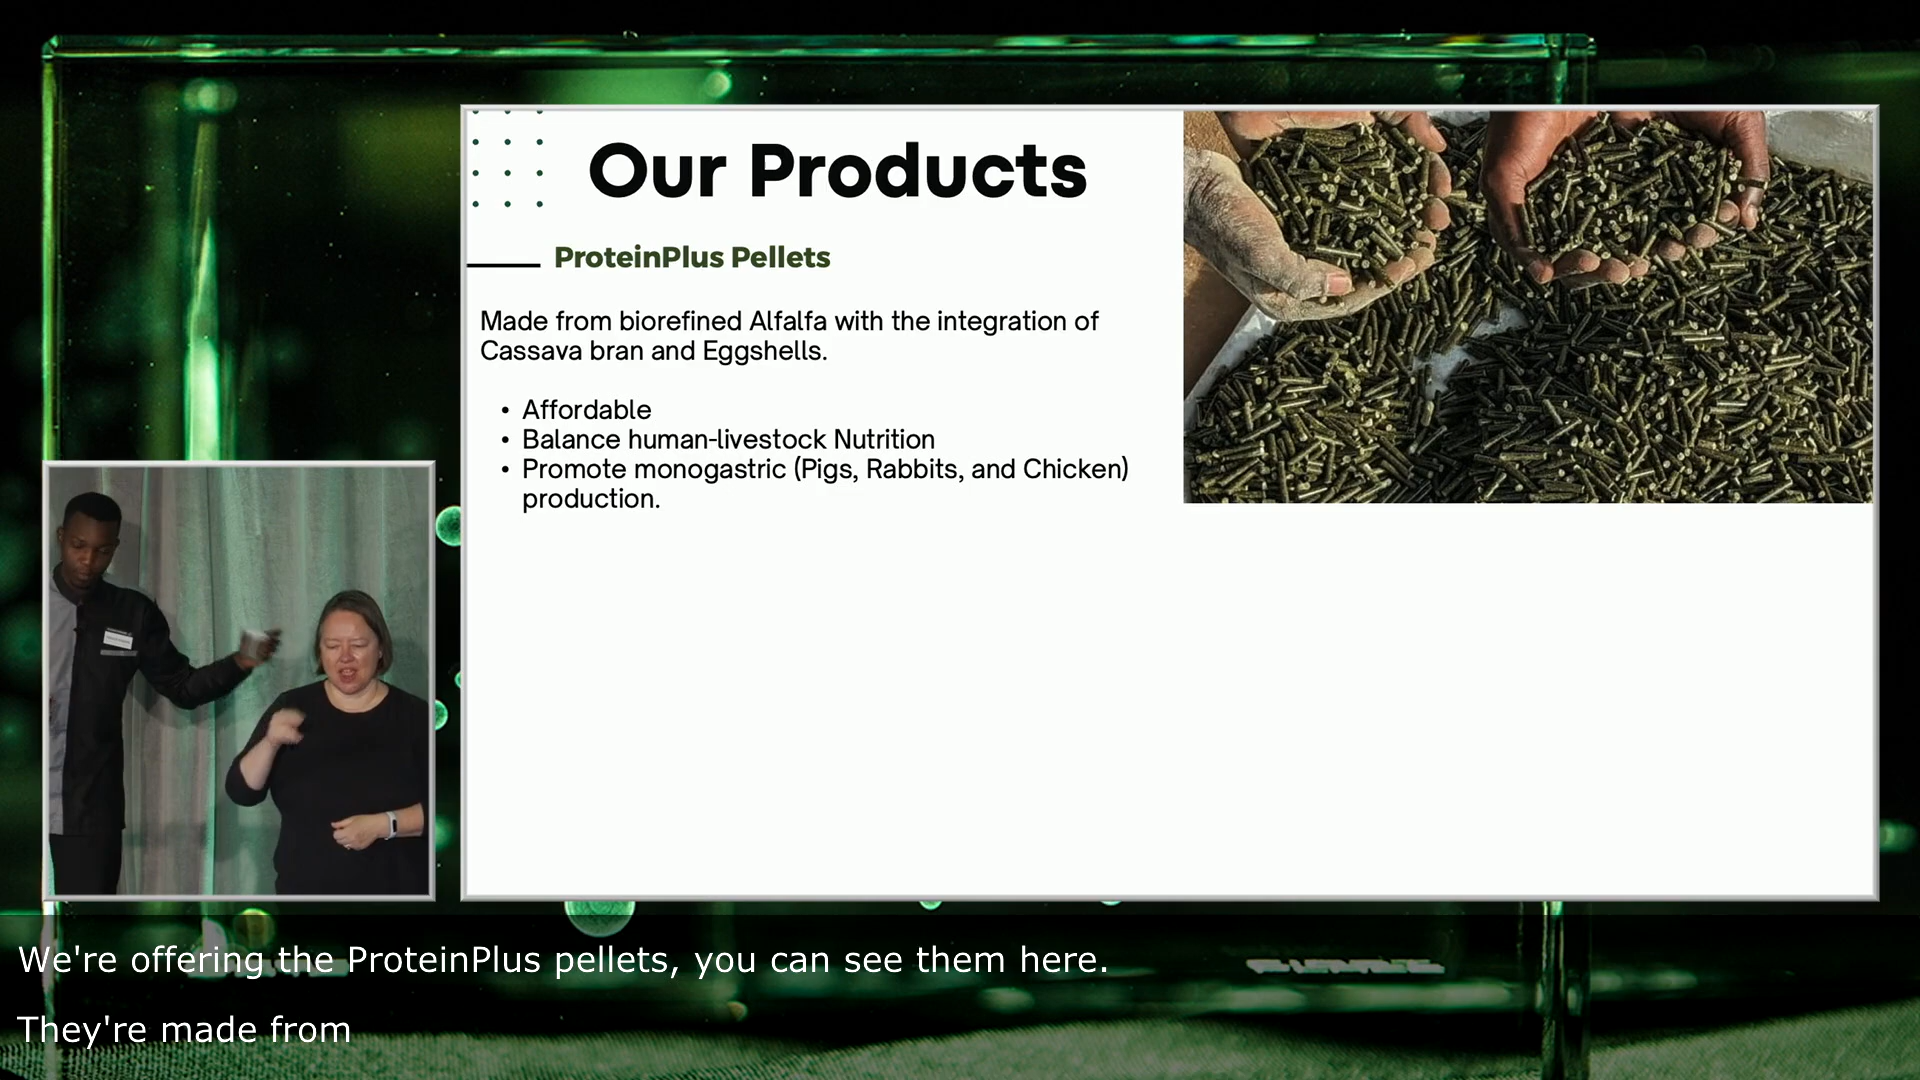 Our Products
ProteinPlus Pellets
Made from biorefined Alfalfa with the integration of
Cassava bran and Eggshells.
• Affordable
• Balance human-livestock Nutrition
• Promote monogastric (Pigs, Rabbits, and Chicken)
production.
We're offering the ProteinPlus pellets, you can see them here.
They're made from